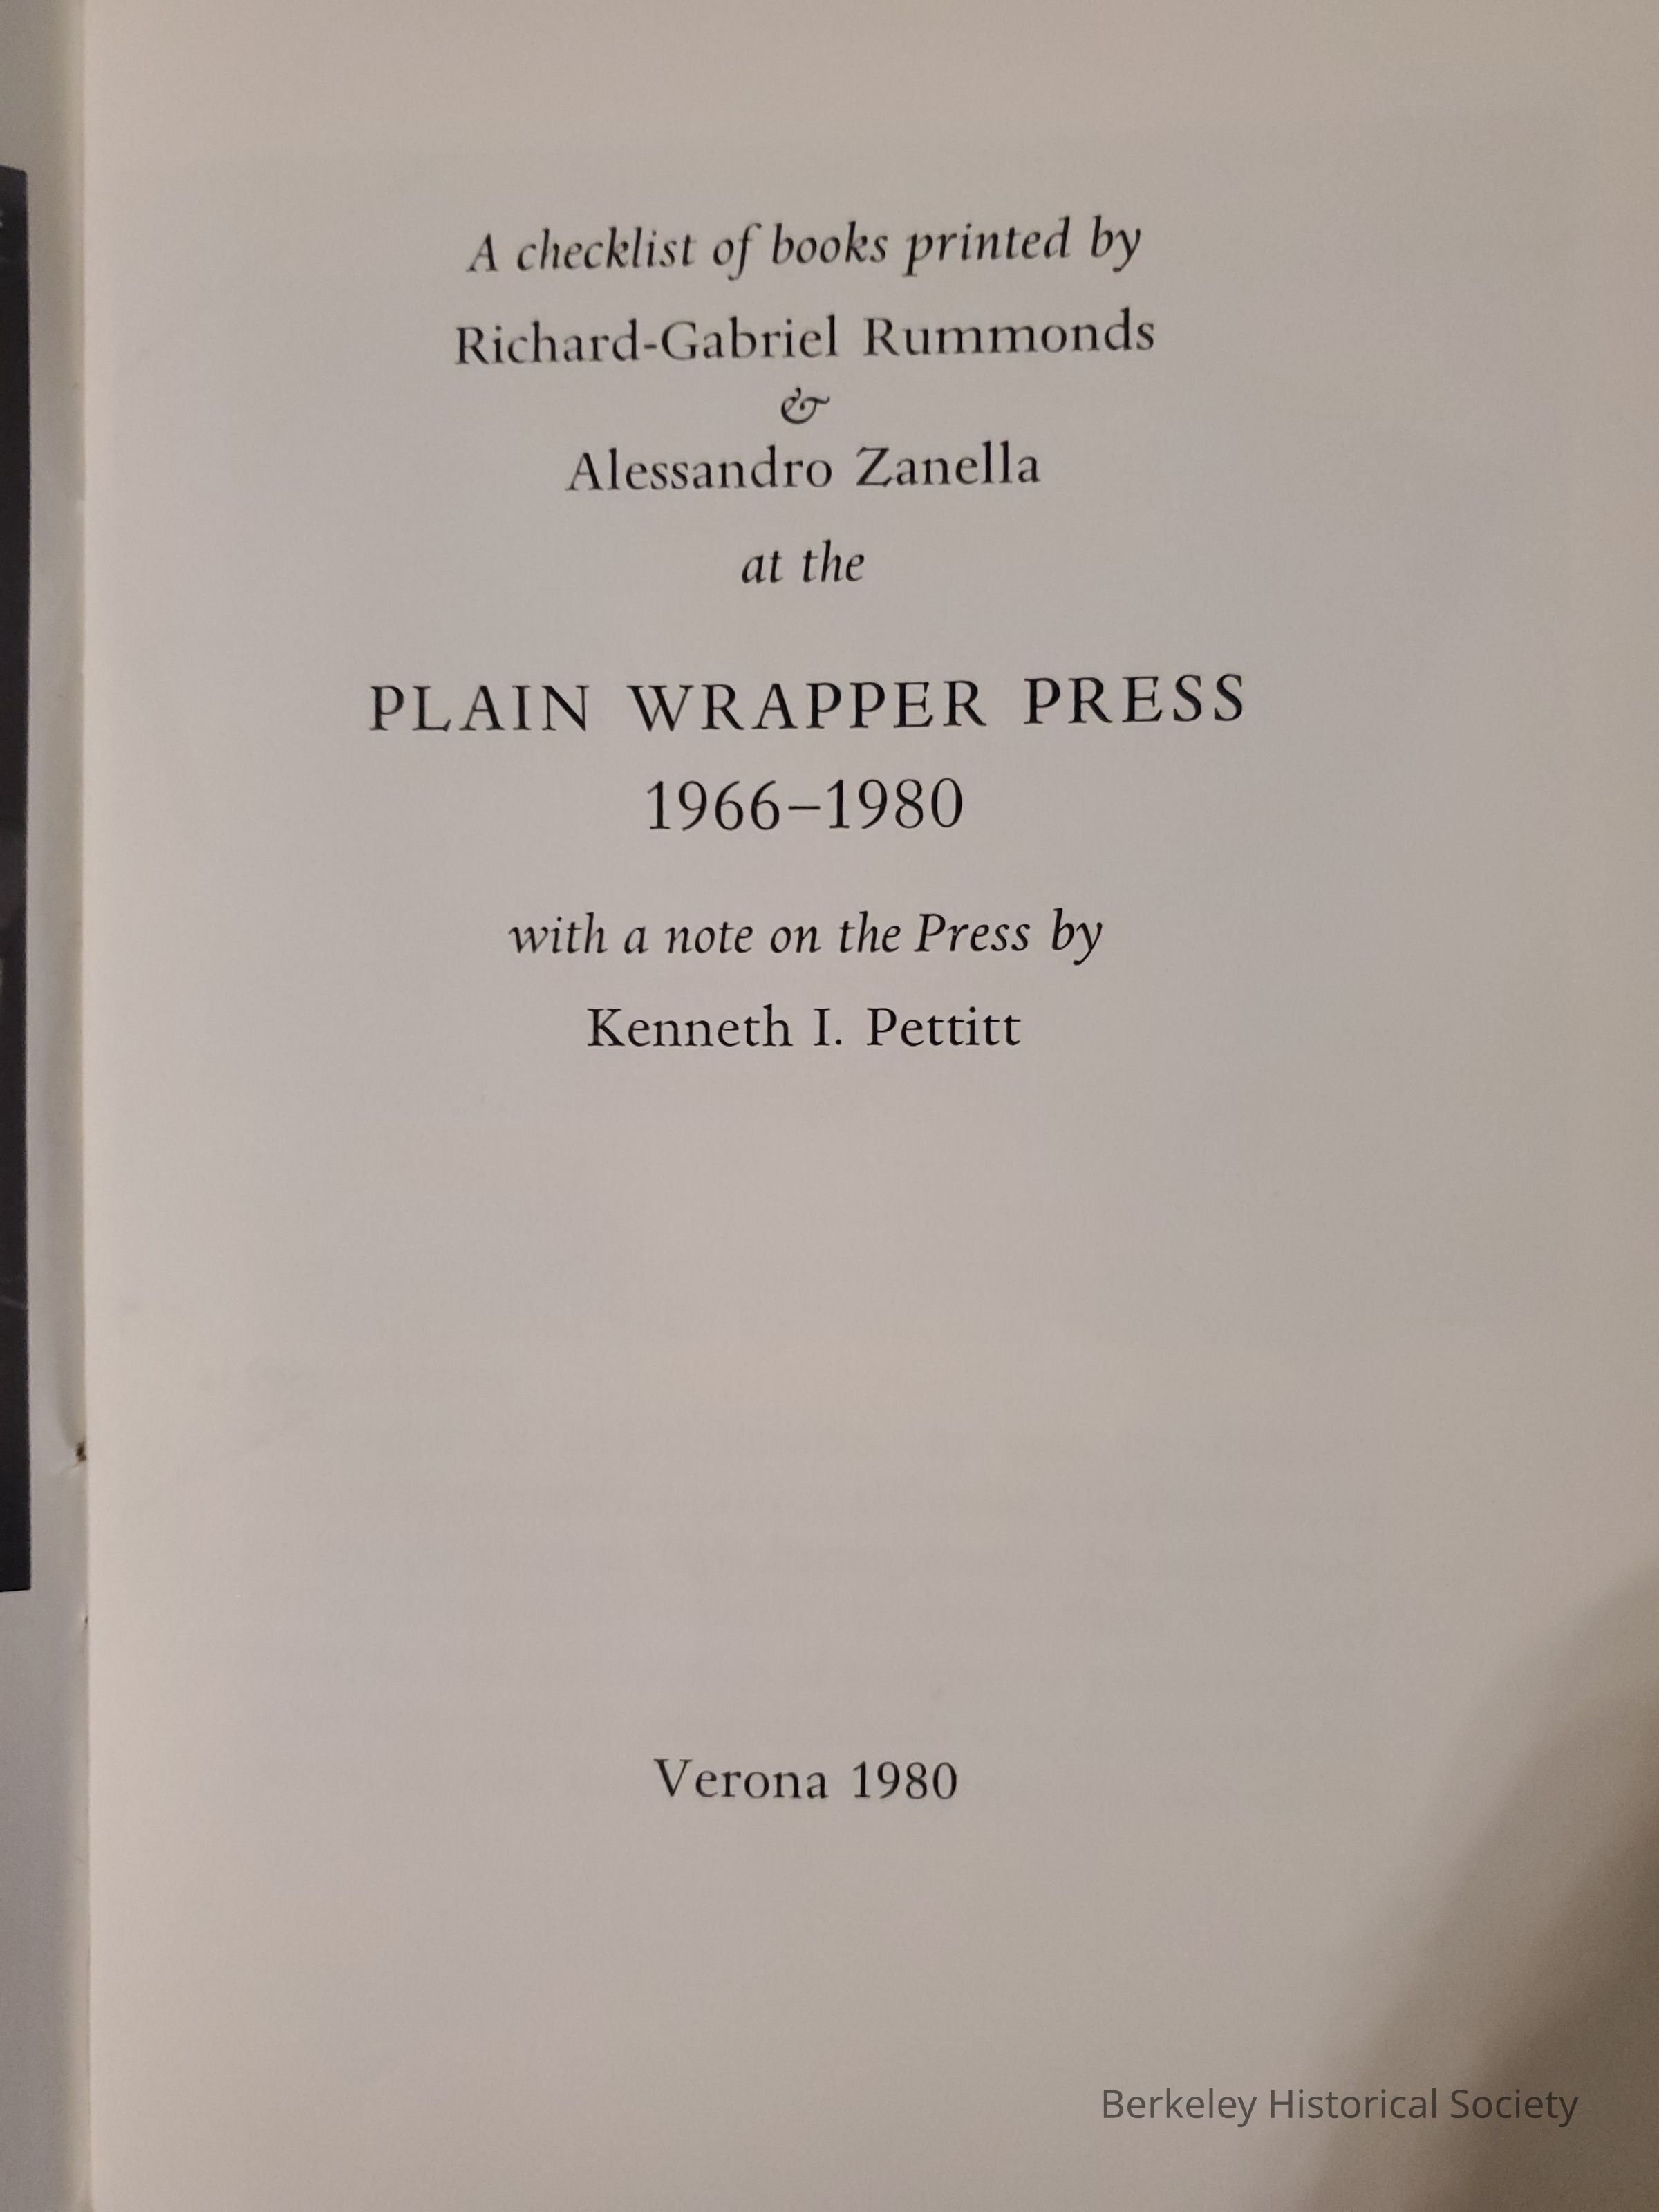 A checklist of books printed by
Richard-Gabriel Rummonds
&
Alessandro Zanella
at the
PLAIN WRAPPER PRESS
1966–1980
with a note on the Press by
Kenneth I. Pettitt
Verona 1980
Berkeley Historical Society